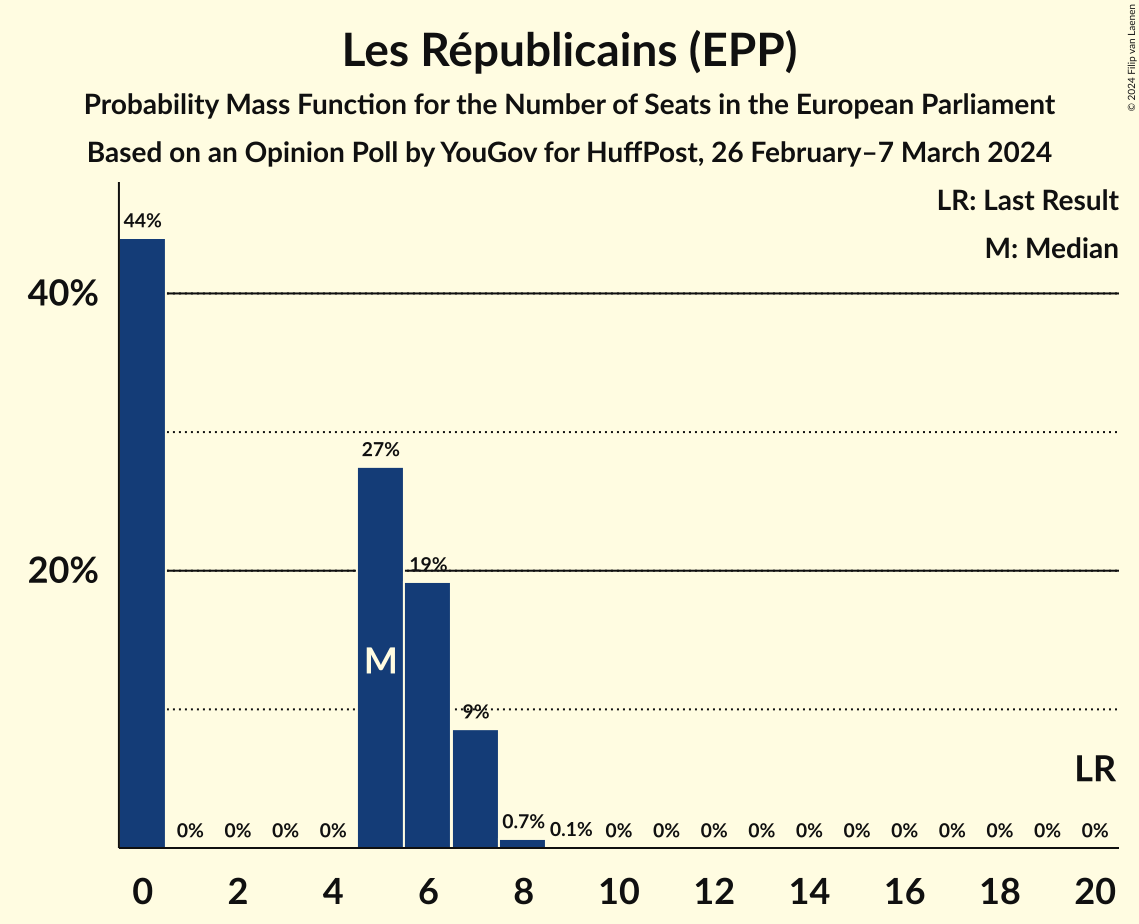 Les Républicains (EPP)
Probability Mass Function for the Number of Seats in the European Parliament
Based on an Opinion Poll by YouGov for HuffPost, 26 February–7 March 2024
© 2024 Filip van Laenen
LR: Last Result
M: Median
44%
40%
27%
20%
19%
M
9%
LR
0% 0% 0% 0% 0.7% 0.1% 0% 0% 0% 0% 0% 0% 0% 0% 0% 0% 0%
0 2 4 6 8 10 12 14 16 18 20